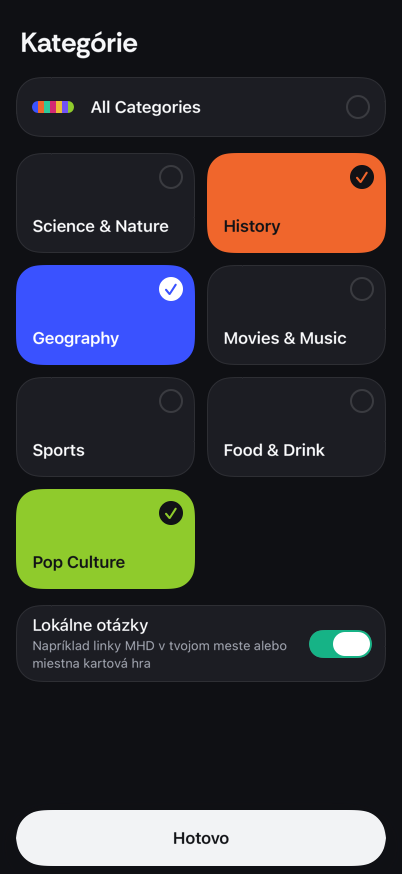 Kategórie
All Categories
Science & Nature
History
Geography
Movies & Music
Sports
Food & Drink
Pop Culture
Lokálne otázky
Napríklad linky MHD v tvojom meste alebo
miestna kartová hra
Hotovo